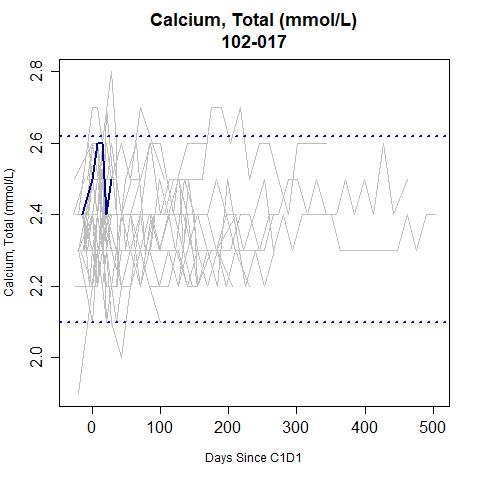 Calcium, Total (mmol/L)
102-017
Calcium, Total (mmol/L)
2.8
2.6
2.4
2.2
2.0
0 100 200 300 400 500
Days Since C1D1